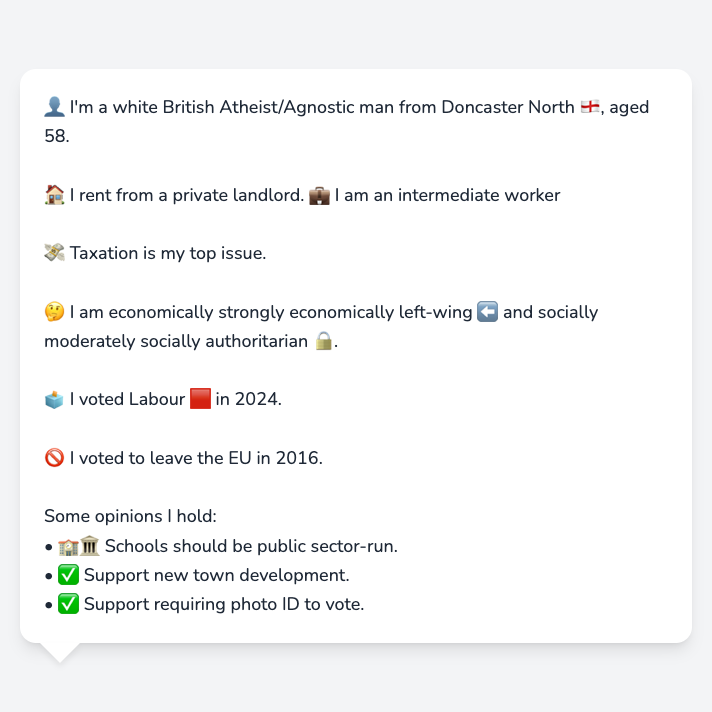 👤 I'm a white British Atheist/Agnostic man from Doncaster North 🏴󠁧󠁢󠁥󠁮󠁧󠁿, aged
58.
🏠 I rent from a private landlord. 💼 I am an intermediate worker
💸 Taxation is my top issue.
🤔 I am economically strongly economically left-wing ⬅️ and socially
moderately socially authoritarian 🔒.
🗳️ I voted Labour 🟥 in 2024.
🚫 I voted to leave the EU in 2016.
Some opinions I hold:
• 🏫🏛️ Schools should be public sector-run.
• ✅ Support new town development.
• ✅ Support requiring photo ID to vote.